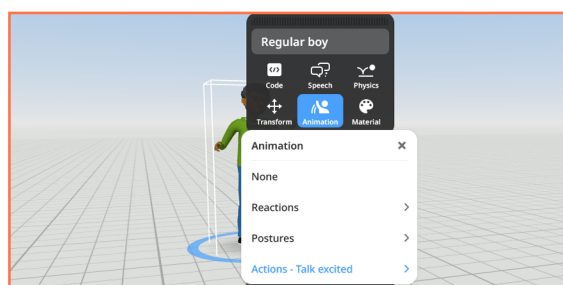 Regular boy
Code Speech Physics
Transform Animation Material
Animation
None
Reactions
Postures
Actions - Talk excited